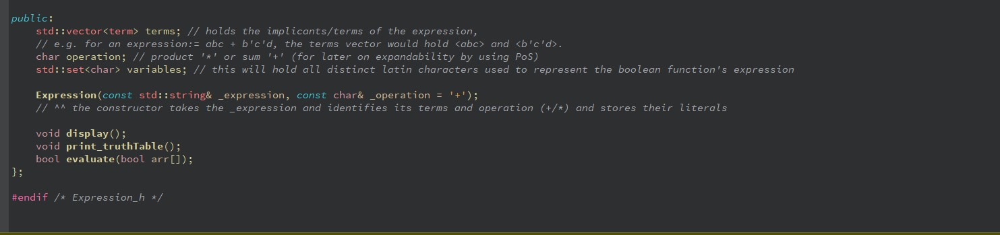 public:
std::vector<term> terms; // holds the implicants/terms of the expression,
// e.g. for an expression:= abc + b'c'd, the terms vector would hold <abc> and <b'c'd>.
char operation; // product '*' or sum '+' (for later on expandability by using PoS)
std::set<char> variables; // this will hold all distinct latin characters used to represent the boolean function's expression
Expression(const std::string& _expression, const char& _operation = '+');
// ^^ the constructor takes the _expression and identifies its terms and operation (+/*) and stores their literals
void display();
void print_truthTable();
bool evaluate(bool arr[]);
};
#endif /* Expression_h */